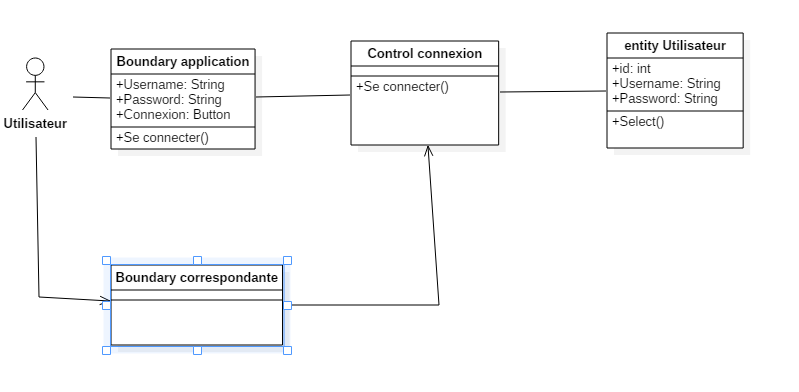 Utilisateur
Boundary application
+Username: String
+Password: String
+Connexion: Button
+Se connecter()
Control connexion
+Se connecter()
entity Utilisateur
+id: int
+Username: String
+Password: String
+Select()
Boundary correspondante